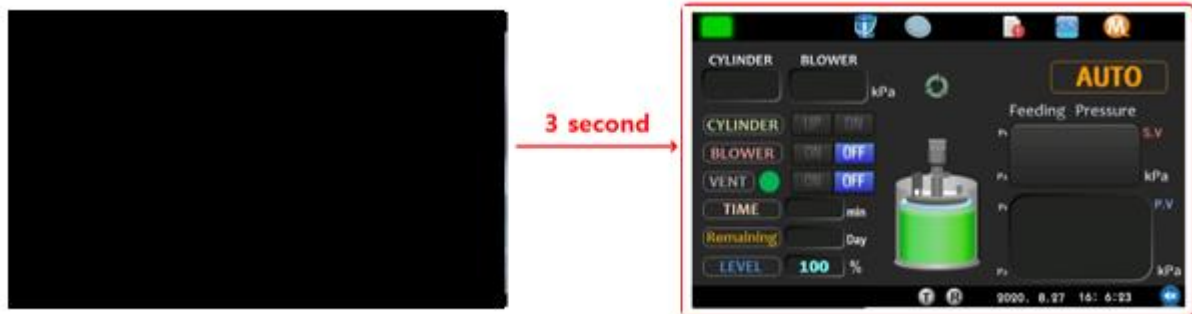 3 second
CYLINDER BLOWER
kPa
AUTO
Feeding Pressure
CYLINDER UP ON
S.V
BLOWER ON OFF
kPa
VENT ON OFF
P.V
TIME min
Remaining Day
LEVEL 100 %
kPa
T R 2020. 8.27 16: 6:23